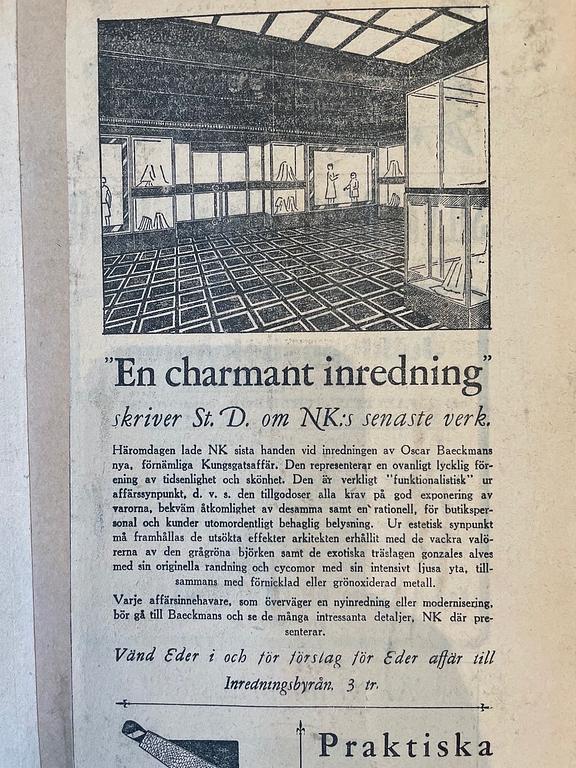 "En charmant inredning"
skriver St. D. om NK:s senaste verk.
Häromdagen lade NK sista handen vid inredningen av Oscar Baeckmans
nya, förnämliga Kungsgatsaffär. Den representerar en ovanligt lycklig för-
ening av tidsenlighet och skönhet. Den är verkligt "funktionalistisk" ur
affärssynpunkt, d. v. s. den tillgodoser alla krav på god exponering av
varorna, bekväm åtkomlighet av desamma samt en rationell, för butiksper-
sonal och kunder utomordentligt behaglig belysning. Ur estetisk synpunkt
må framhållas de utsökta effekter arkitekten erhållit med de vackra valö-
rerna av den grågröna björken samt de exotiska träslagen gonzales alves
med sin originella randning och cycomor med sin intensivt ljusa yta, till-
sammans med förnicklad eller grönoxiderad metall.
Varje affärsinnehavare, som överväger en nyinredning eller modernisering,
bör gå till Baeckmans och se de många intressanta detaljer, NK där pre-
senterar.
Vänd Eder i och för förslag för Eder affär till
Inredningsbyrån, 3 tr.
Praktiska